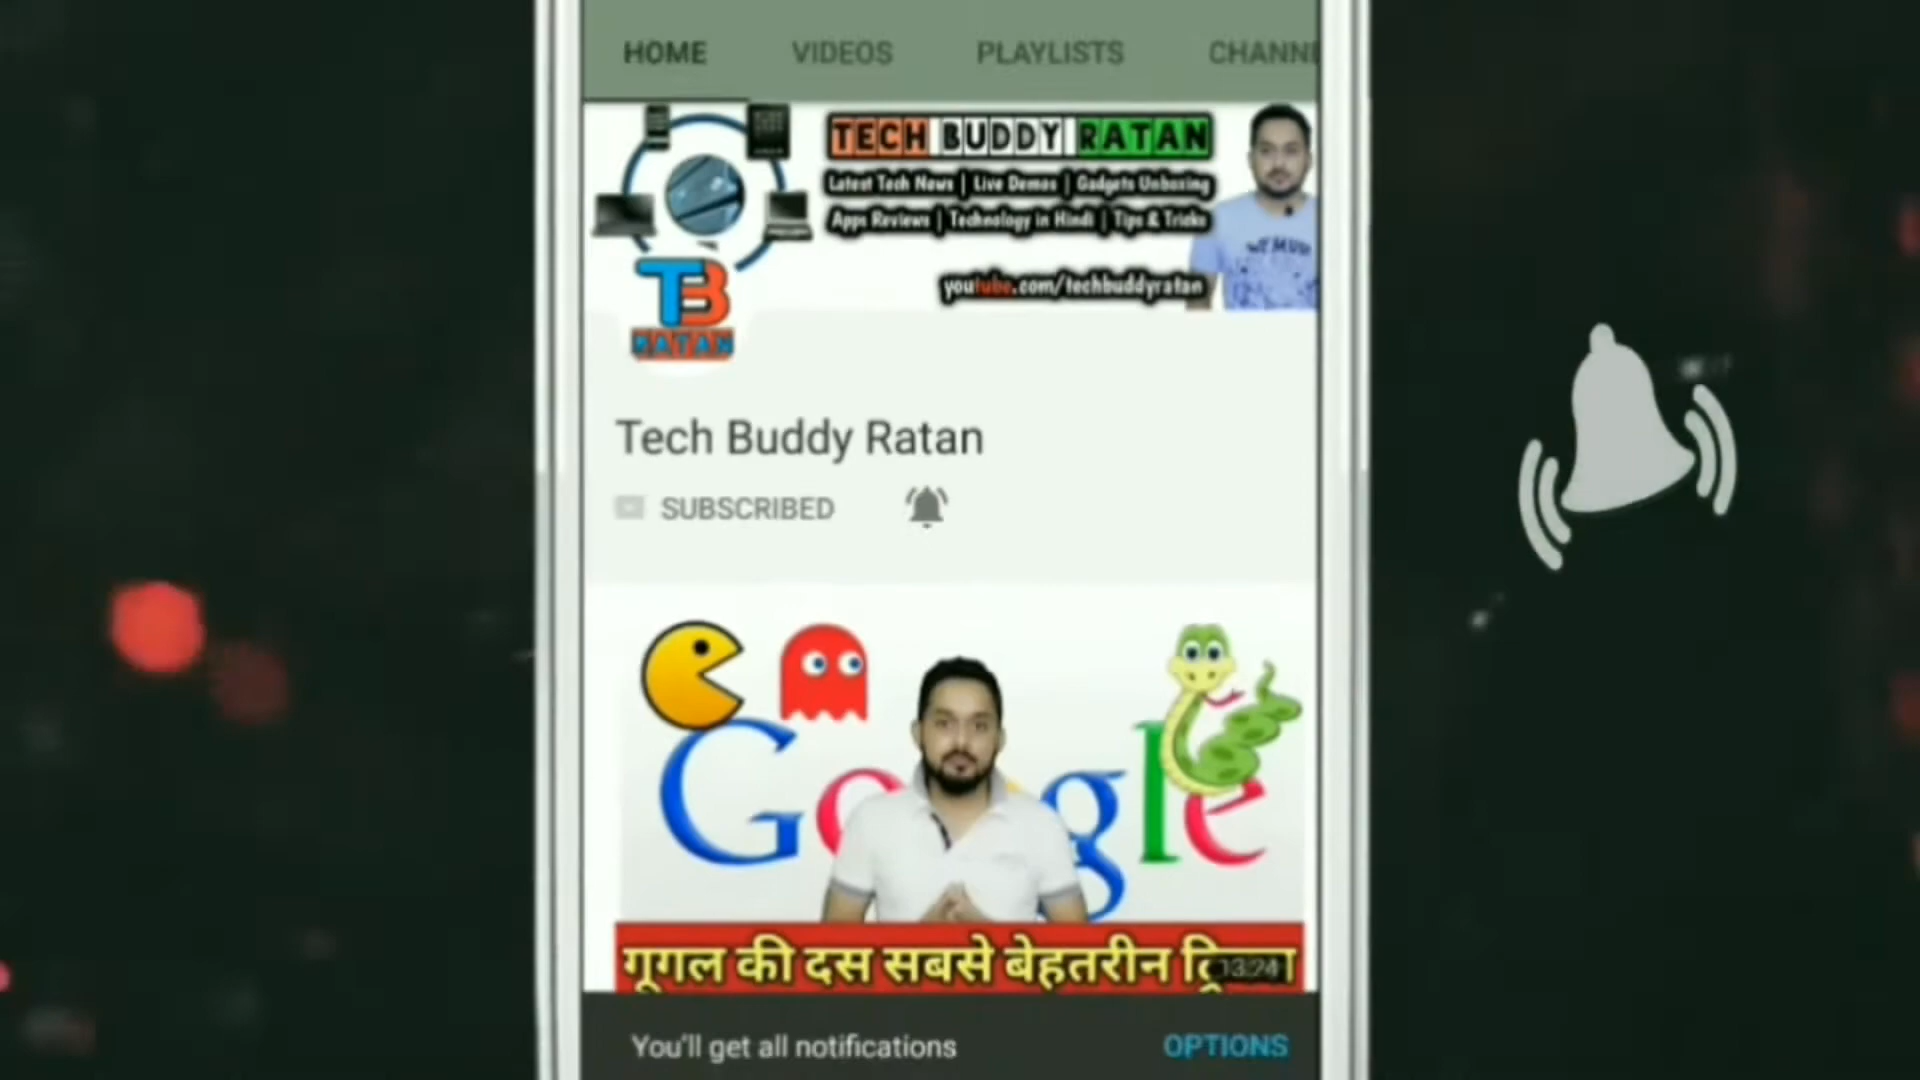 HOME VIDEOS PLAYLISTS CHANNE
TECH BUDDY RATAN
Latest Tech News | Live Demos | Gadgets Unboxing
Apps Reviews | Technology in Hindi | Tips & Tricks
youtube.com/techbuddyratan
TB
RATAN
Tech Buddy Ratan
SUBSCRIBED
Google
गूगल की दस सबसे बेहतरीन
13:24
You'll get all notifications OPTIONS